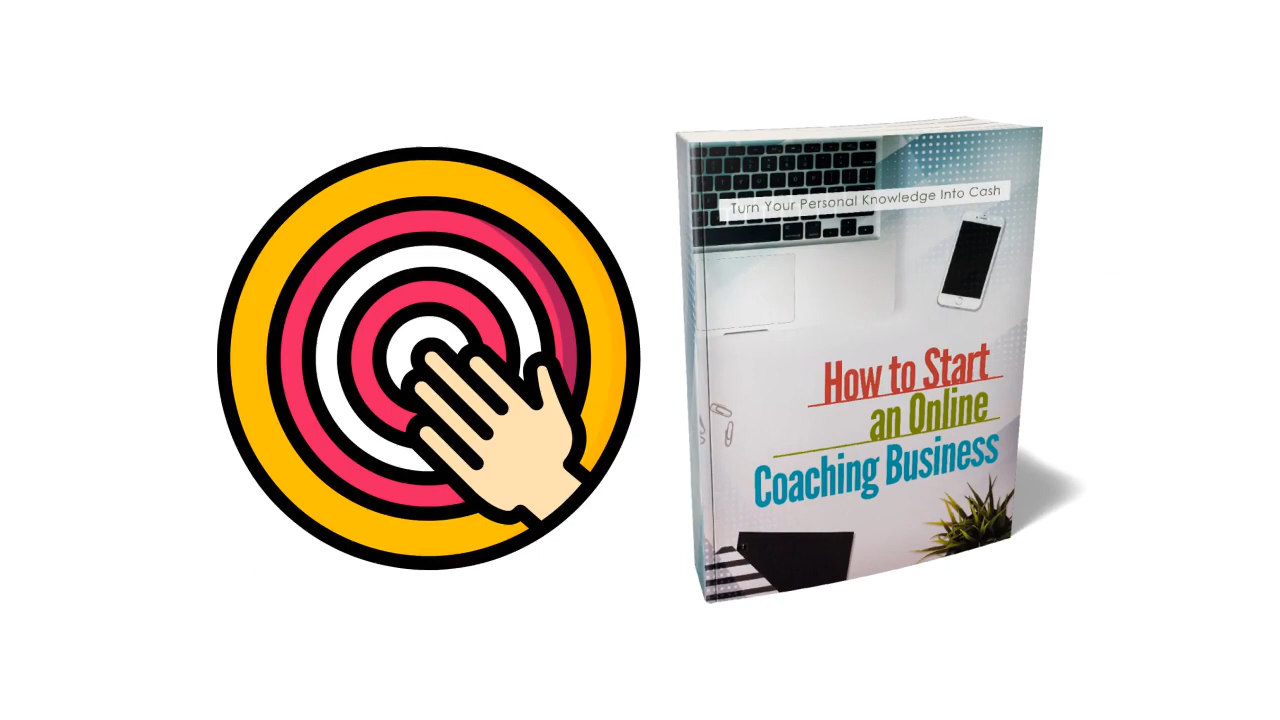 Turn Your Personal Knowledge Into Cash
How to Start
an Online
Coaching Business